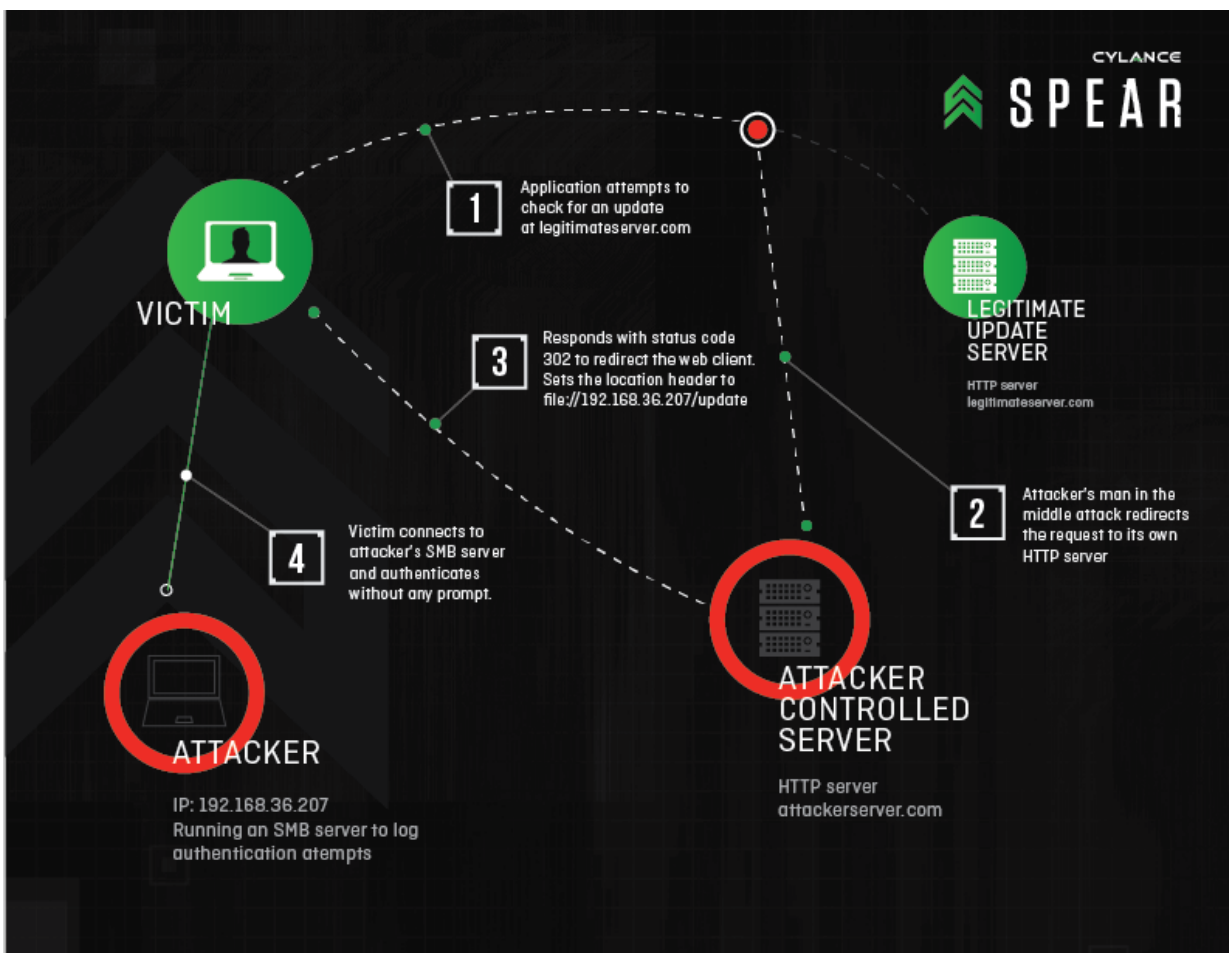 CYLANCE
SPEAR
1
Application attempts to
check for an update
at legitimateserver.com
VICTIM
LEGITIMATE
UPDATE
SERVER
HTTP server
legitimateserver.com
3
Responds with status code
302 to redirect the web client.
Sets the location header to
file://192.168.36.207/update
2
Attacker's man in the
middle attack redirects
the request to its own
HTTP server
4
Victim connects to
attacker's SMB server
and authenticates
without any prompt.
ATTACKER
CONTROLLED
SERVER
HTTP server
attackerserver.com
ATTACKER
IP: 192.168.36.207
Running an SMB server to log
authentication atempts